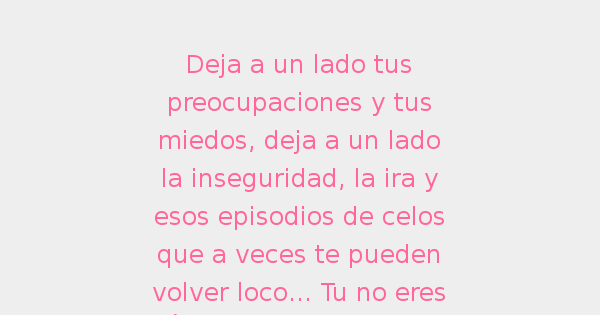 Deja a un lado tus
preocupaciones y tus
miedos, deja a un lado
la inseguridad, la ira y
esos episodios de celos
que a veces te pueden
volver loco... Tu no eres